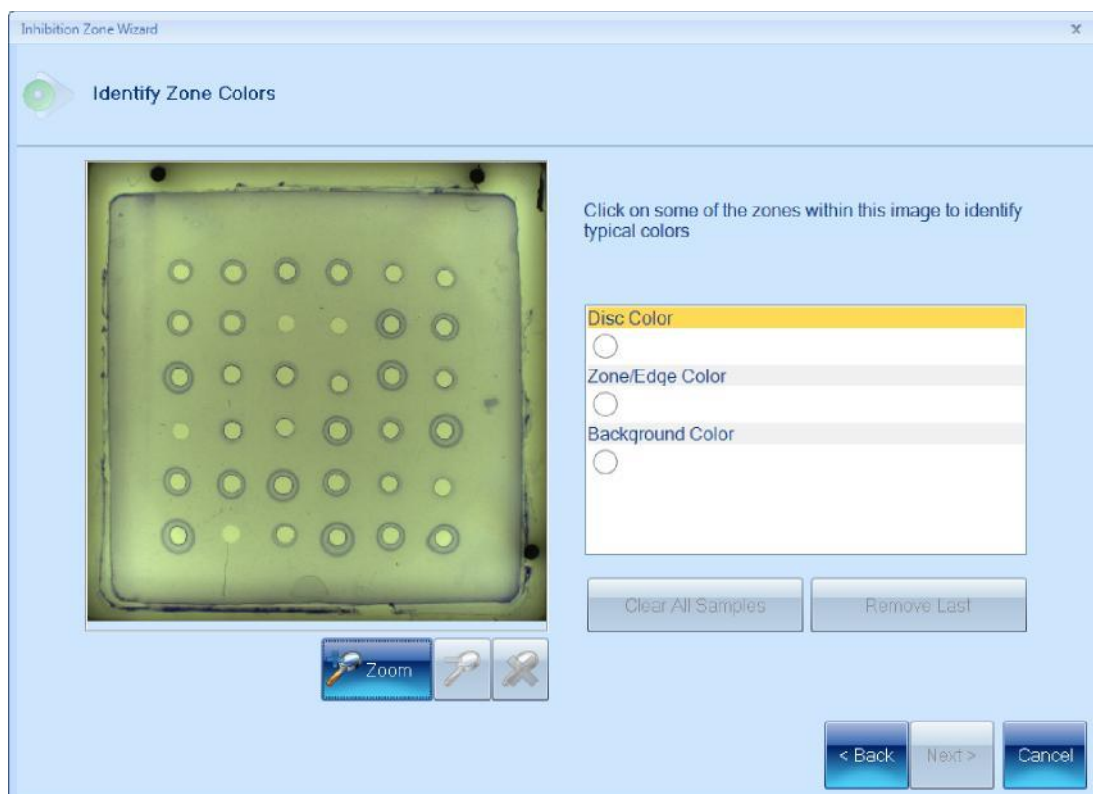 Inhibition Zone Wizard
x
Identify Zone Colors
Click on some of the zones within this image to identify
typical colors
Disc Color
Zone/Edge Color
Background Color
Clear All Samples
Remove Last
Zoom
< Back
Next >
Cancel